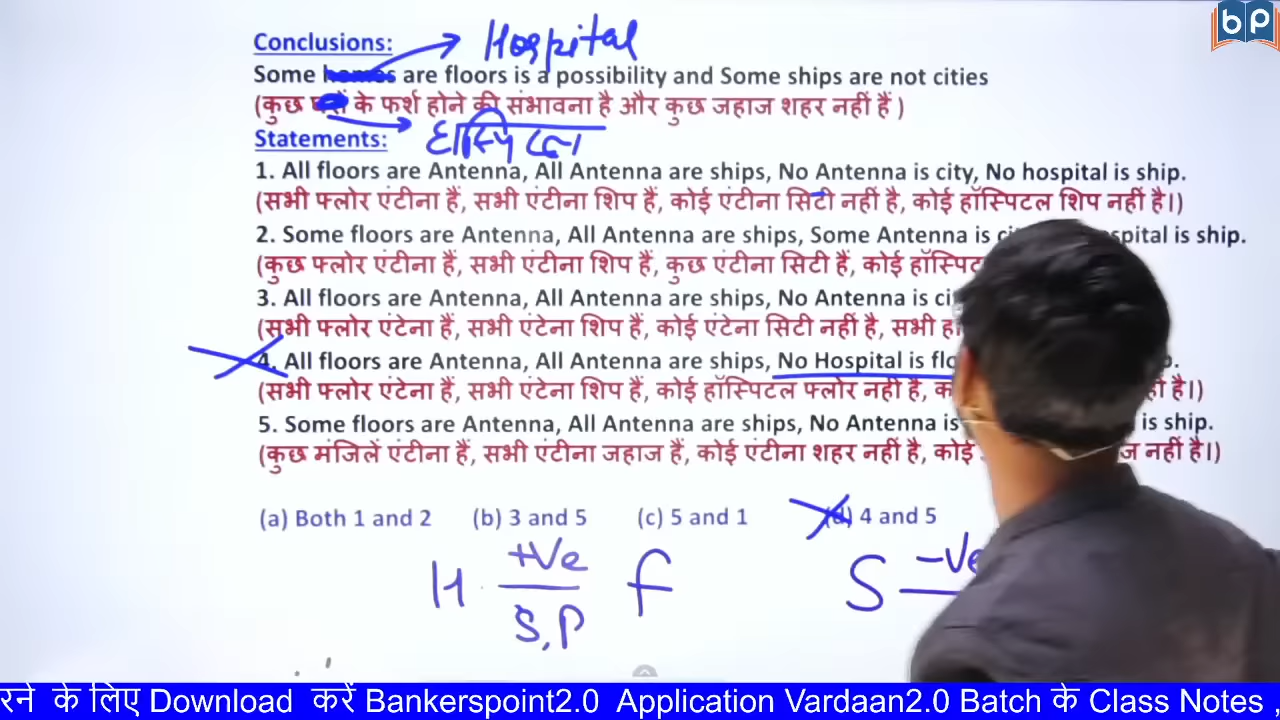 bp
Conclusions:
Hospital
Some homes are floors is a possibility and Some ships are not cities
(कुछ के फर्श होने की संभावना है और कुछ जहाज शहर नहीं हैं )
Statements:
1. All floors are Antenna, All Antenna are ships, No Antenna is city, No hospital is ship.
(सभी फ्लोर एंटीना हैं, सभी एंटीना शिप हैं, कोई एंटीना सिटी नहीं है, कोई हॉस्पिटल शिप नहीं है।)
2. Some floors are Antenna, All Antenna are ships, Some Antenna is is ship.
(कुछ फ्लोर एंटीना हैं, सभी एंटीना शिप हैं, कुछ एंटीना सिटी है, कोई
3. All floors are Antenna, All Antenna are ships, No Antenna is
(सभी फ्लोर एंटेना हैं, सभी एंटेना शिप हैं, कोई एंटेना सिटी नहीं है, सभी
4. All floors are Antenna, All Antenna are ships, No Hospital is
(सभी फ्लोर एंटेना हैं, सभी एंटेना शिप हैं, कोई हॉस्पिटल फ्लोर नहीं है, है।)
5. Some floors are Antenna, All Antenna are ships, No Antenna is is ship.
(कुछ मंजिलें एंटीना हैं, सभी एंटीना जहाज हैं, कोई एंटीना शहर नहीं है, कोई नहीं है।)
(a) Both 1 and 2 (b) 3 and 5 (c) 5 and 1 (d) 4 and 5
H +ve f S -ve
S,P
रने के लिए Download करें Bankerspoint2.0 Application Vardaan2.0 Batch के Class Notes ,